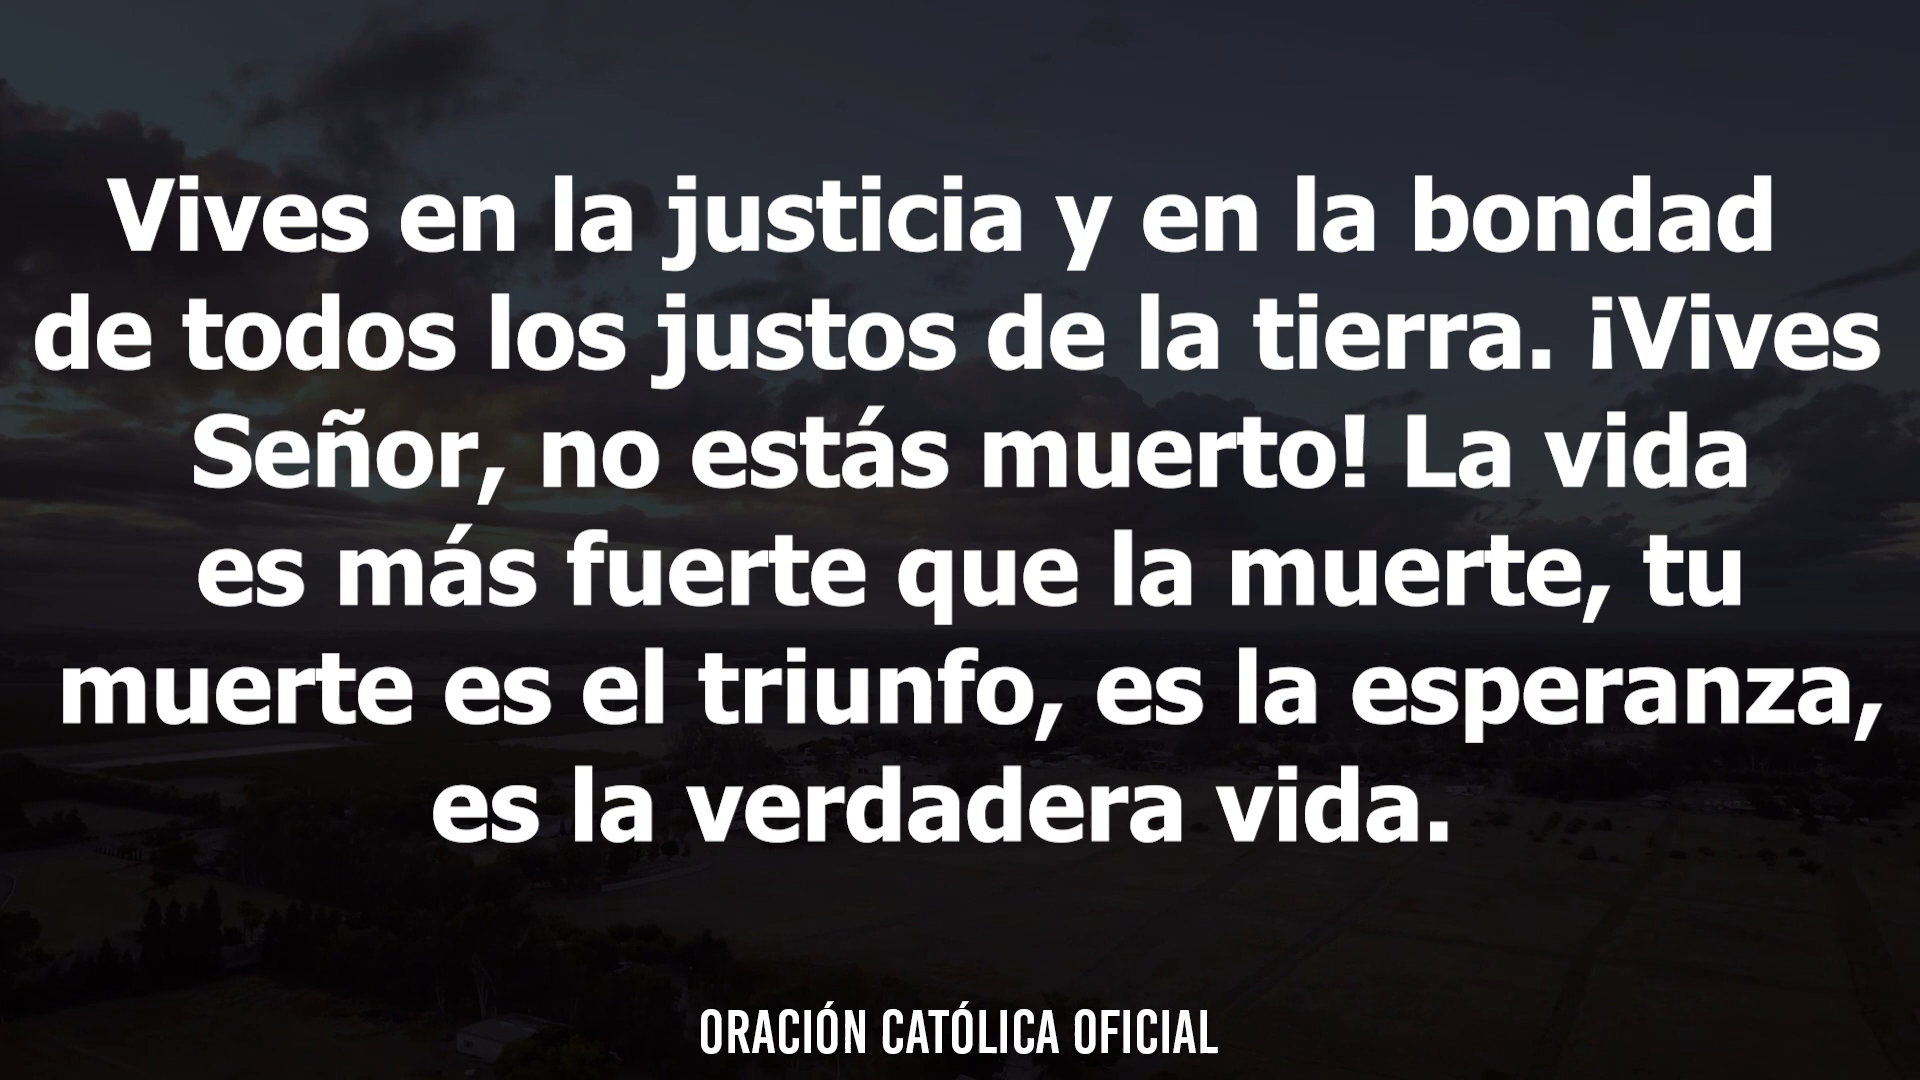 Vives en la justicia y en la bondad
de todos los justos de la tierra. ¡Vives
Señor, no estás muerto! La vida
es más fuerte que la muerte, tu
muerte es el triunfo, es la esperanza,
es la verdadera vida.
ORACIÓN CATÓLICA OFICIAL